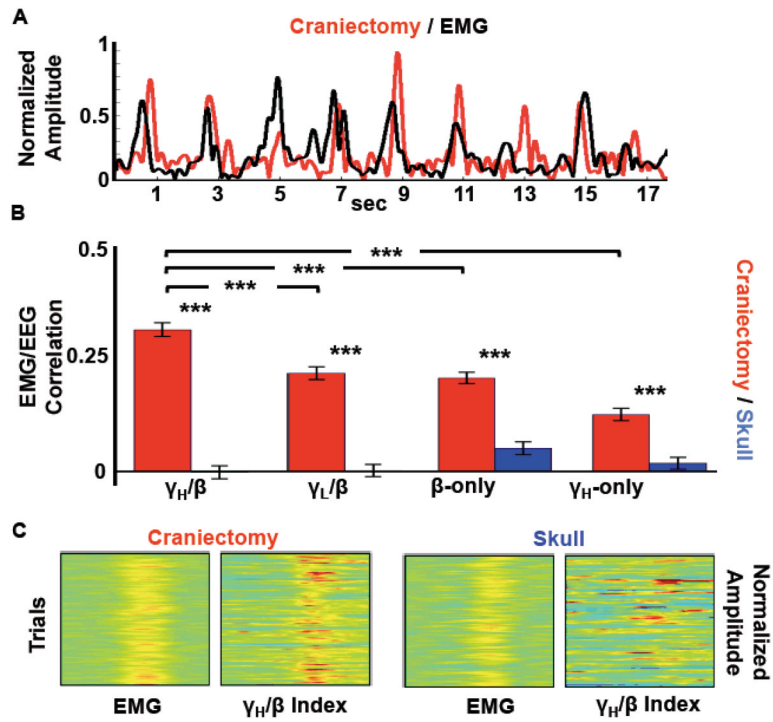 A
Craniectomy / EMG
Normalized
Amplitude
1
0.5
0
1 3 5 7 9 11 13 15 17
sec
B
0.5
0.25
0
EMG/EEG
Correlation
***
***
***
***
***
***
***
γH/β γL/β β-only γH-only
Craniectomy / Skull
C
Craniectomy Skull
Trials
Normalized
Amplitude
EMG γH/β Index EMG γH/β Index